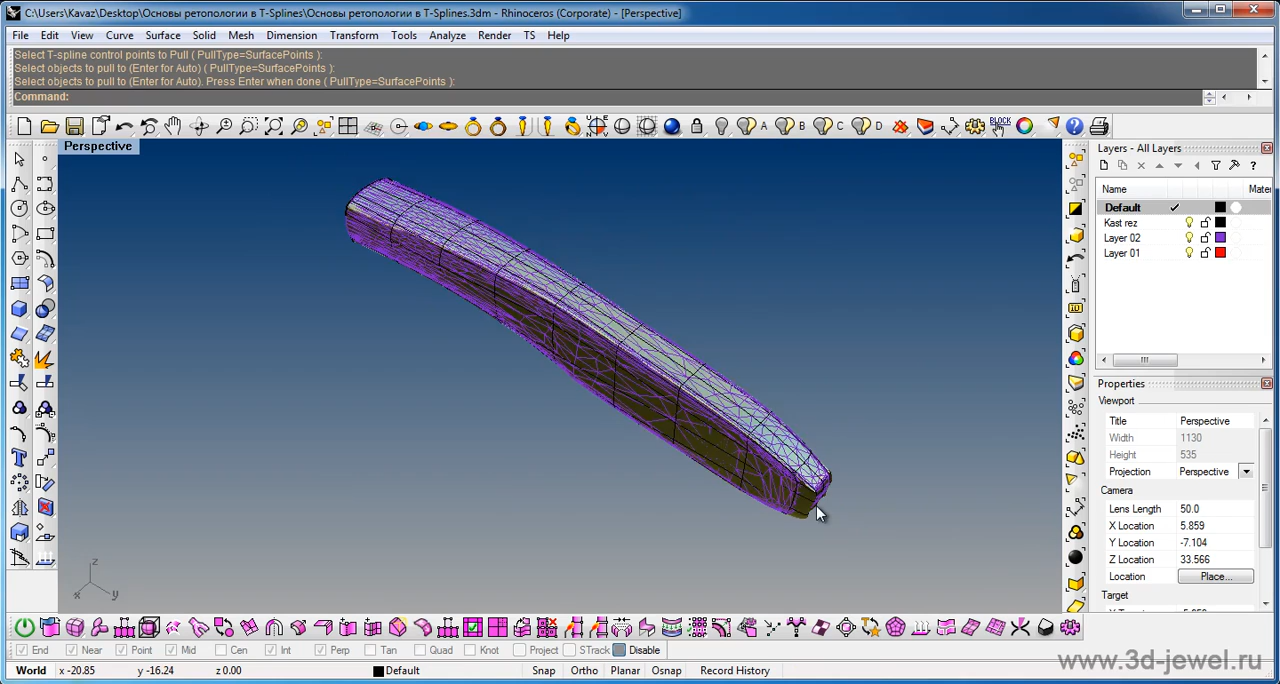 C:\Users\Kavaz\Desktop\Основы ретопологии в T-Splines\Основы ретопологии в T-Splines.3dm - Rhinoceros (Corporate) - [Perspective]
File Edit View Curve Surface Solid Mesh Dimension Transform Tools Analyze Render TS Help
Select T-spline control points to Pull ( PullType=SurfacePoints ):
Select objects to pull to (Enter for Auto) ( PullType=SurfacePoints ):
Select objects to pull to (Enter for Auto). Press Enter when done ( PullType=SurfacePoints ):
Command:
A B C D BLOCK
Perspective
Layers - All Layers
Name Mate
Default
Kast rez
Layer 02
Layer 01
Properties
Viewport
Title Perspective
Width 1130
Height 535
Projection Perspective
Camera
Lens Length 50.0
X Location 5.859
Y Location -7.104
Z Location 33.566
Location Place...
Target
z
x y
End Near Point Mid Cen Int Perp Tan Quad Knot Project STrack Disable
World x -20.85 y -16.24 z 0.00 Default Snap Ortho Planar Osnap Record History
www.3d-jewel.ru